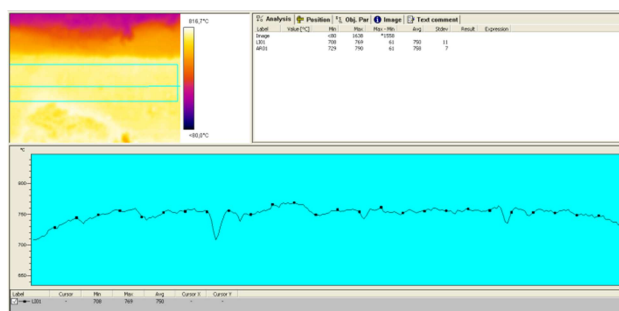 818,7°C
<80,0°C
Analysis Position Obj. Par Image Text comment
Label Value [°C] Min Max Max - Min Avg Stdev Result Expression
Image <80 1638 *1558
LI01 708 769 61 750 11
AR01 729 790 61 758 7
°C
800
750
700
650
Label Cursor Min Max Avg Cursor X Cursor Y
LI01 - 708 769 750 - -